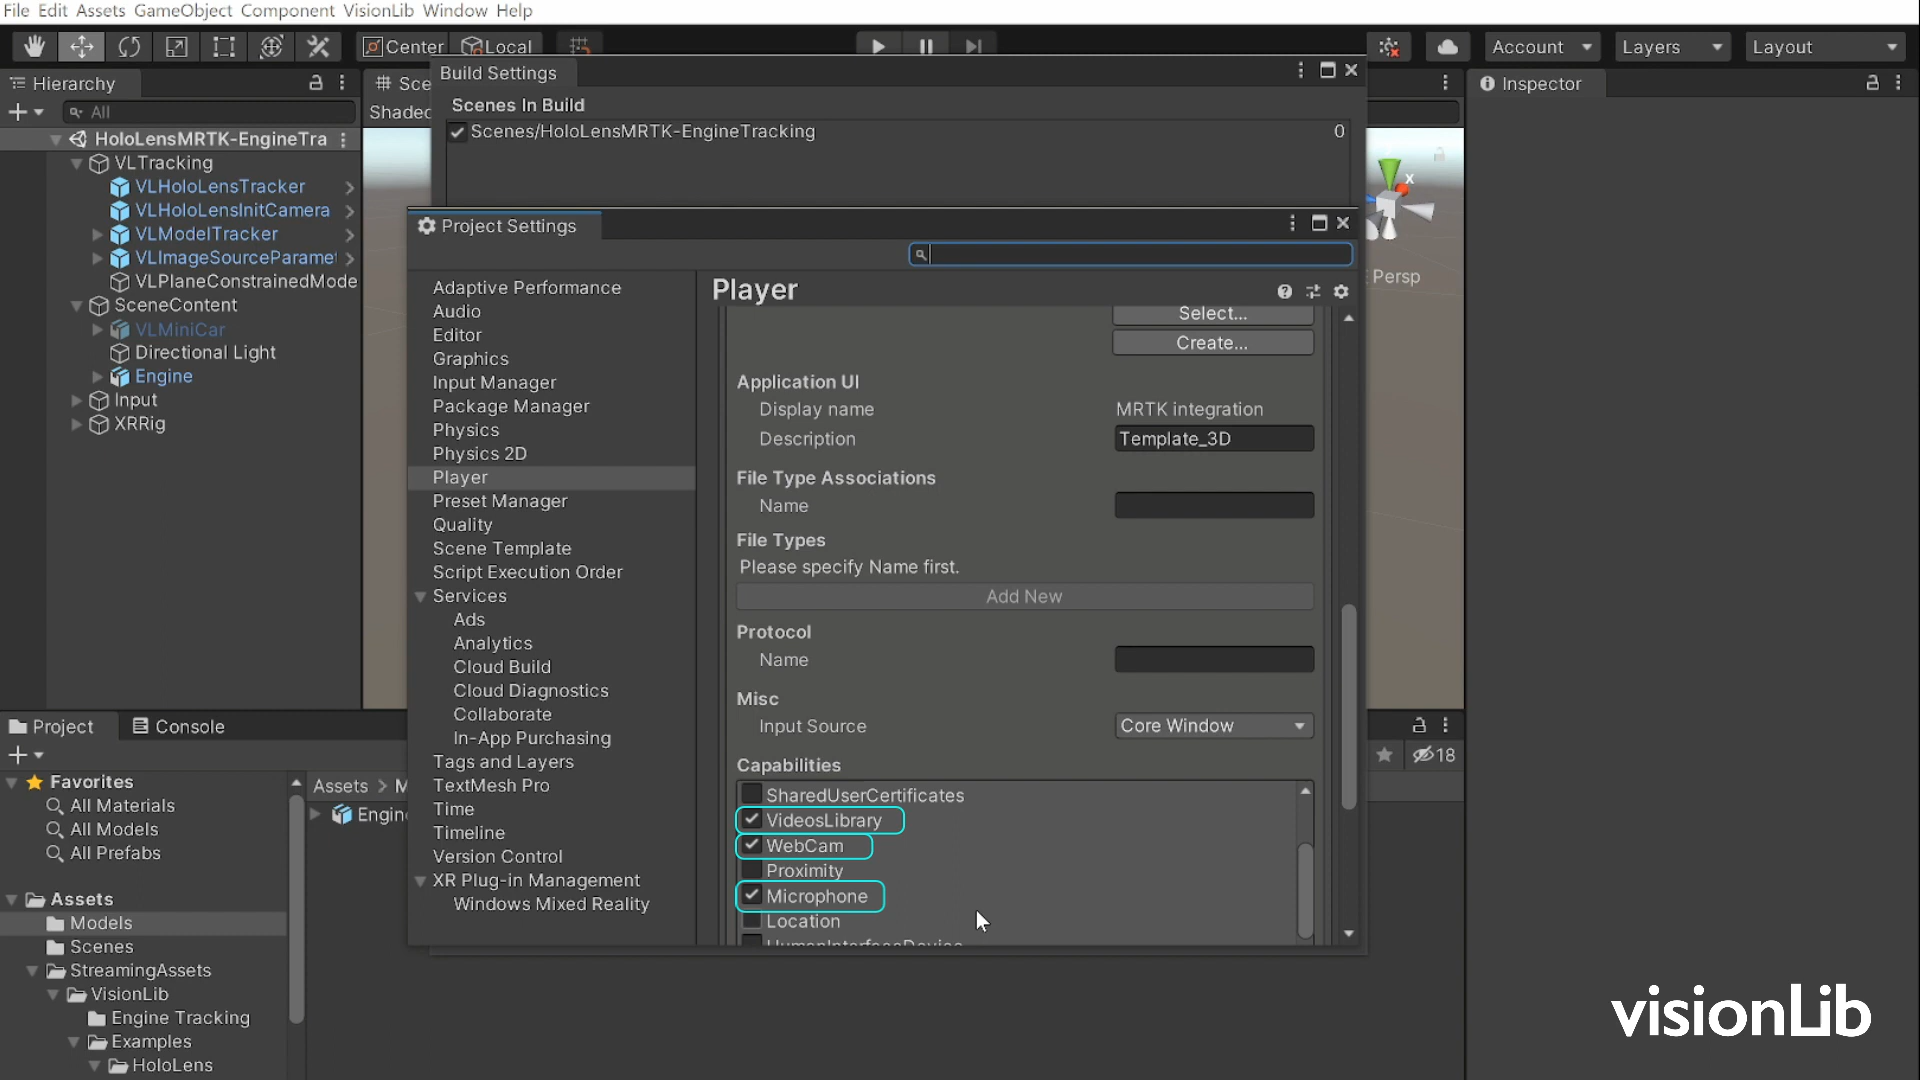 File Edit Assets GameObject Component VisionLib Window Help
Center
Local
Account
Layers
Layout
Hierarchy
All
HoloLensMRTK-EngineTra
VLTracking
VLHoloLensTracker
VLHoloLensInitCamera
VLModelTracker
VLImageSourceParamet
VLPlaneConstrainedMode
SceneContent
VLMiniCar
Directional Light
Engine
Input
XRRig
Sce
Shaded
Build Settings
Scenes In Build
Scenes/HoloLensMRTK-EngineTracking 0
Project Settings
Adaptive Performance
Audio
Editor
Graphics
Input Manager
Package Manager
Physics
Physics 2D
Player
Preset Manager
Quality
Scene Template
Script Execution Order
Services
Ads
Analytics
Cloud Build
Cloud Diagnostics
Collaborate
In-App Purchasing
Tags and Layers
TextMesh Pro
Time
Timeline
Version Control
XR Plug-in Management
Windows Mixed Reality
Player
Select...
Create...
Application UI
Display name MRTK integration
Description Template_3D
File Type Associations
Name
File Types
Please specify Name first.
Add New
Protocol
Name
Misc
Input Source Core Window
Capabilities
SharedUserCertificates
VideosLibrary
WebCam
Proximity
Microphone
Location
HumanInterfaceDevice
x
Persp
Inspector
Project
Console
Favorites
All Materials
All Models
All Prefabs
Assets
Models
Scenes
StreamingAssets
VisionLib
Engine Tracking
Examples
HoloLens
Assets > M
Engin
18
visionLib